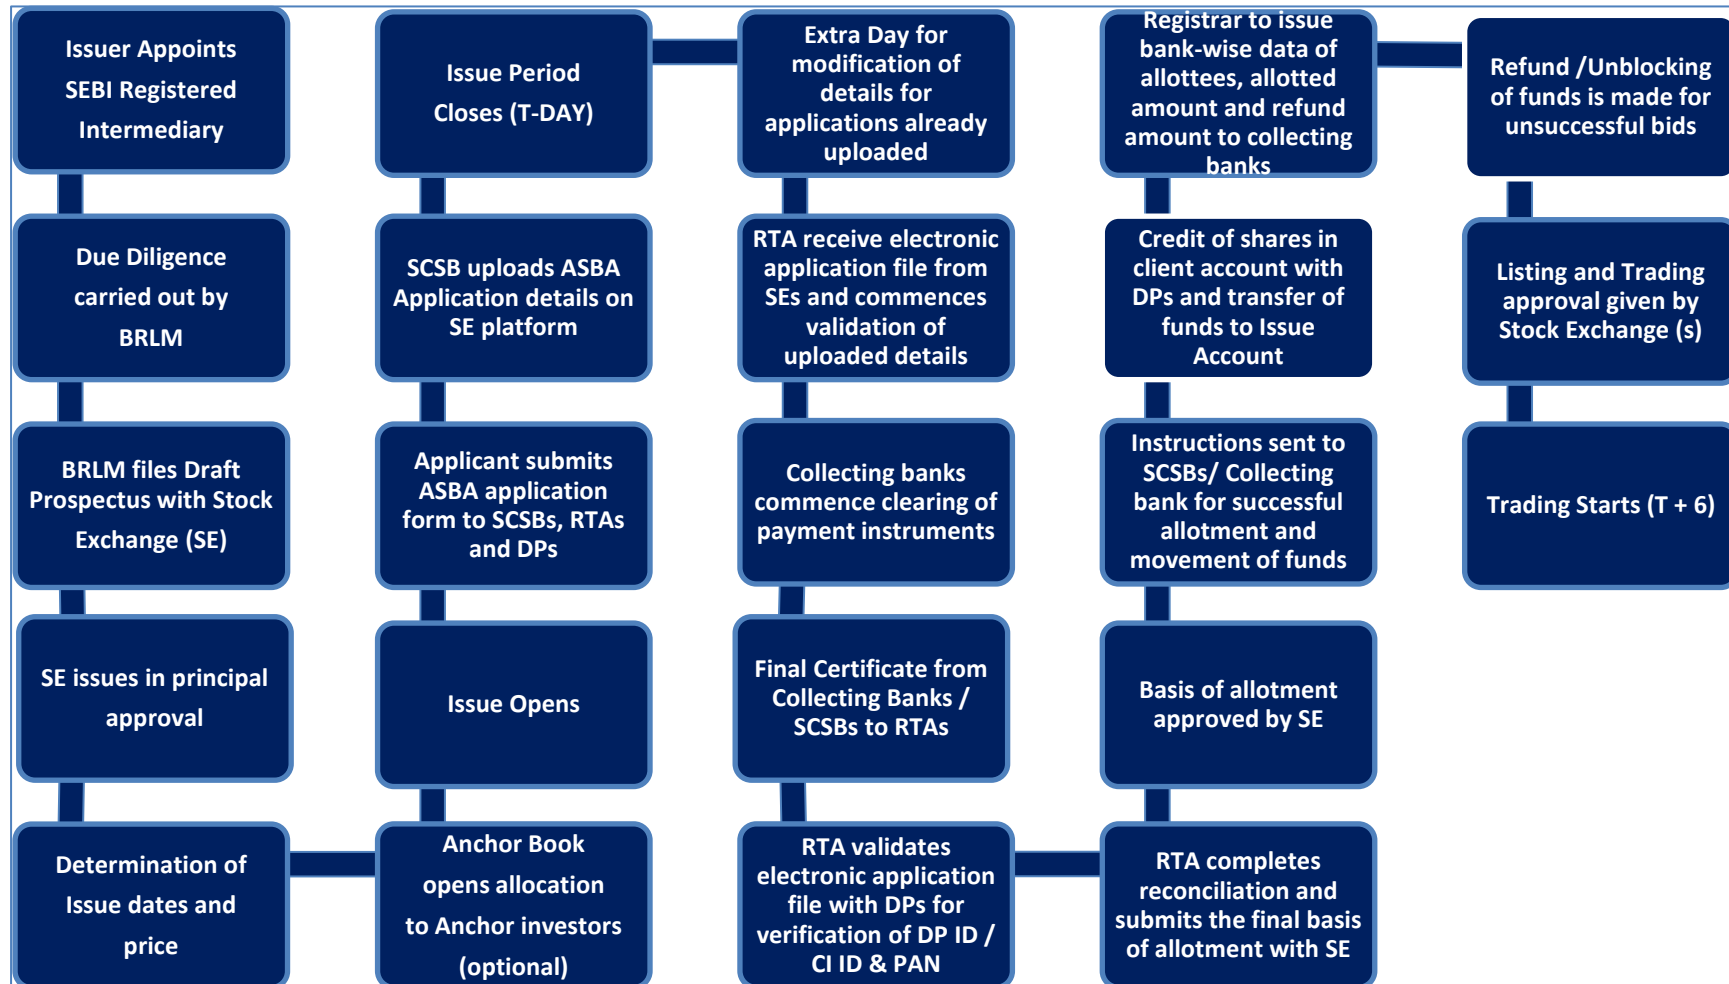 Issuer Appoints
SEBI Registered
Intermediary
Due Diligence
carried out by
BRLM
BRLM files Draft
Prospectus with Stock
Exchange (SE)
SE issues in principal
approval
Determination of
Issue dates and
price
Anchor Book
opens allocation
to Anchor investors
(optional)
Issue Opens
Applicant submits
ASBA application
form to SCSBs, RTAs
and DPs
SCSB uploads ASBA
Application details on
SE platform
Issue Period
Closes (T-DAY)
Extra Day for
modification of
details for
applications already
uploaded
RTA receive electronic
application file from
SEs and commences
validation of
uploaded details
Collecting banks
commence clearing of
payment instruments
Final Certificate from
Collecting Banks /
SCSBs to RTAs
RTA validates
electronic application
file with DPs for
verification of DP ID /
CI ID & PAN
RTA completes
reconciliation and
submits the final basis
of allotment with SE
Basis of allotment
approved by SE
Instructions sent to
SCSBs/ Collecting
bank for successful
allotment and
movement of funds
Credit of shares in
client account with
DPs and transfer of
funds to Issue
Account
Registrar to issue
bank-wise data of
allottees, allotted
amount and refund
amount to collecting
banks
Refund /Unblocking
of funds is made for
unsuccessful bids
Listing and Trading
approval given by
Stock Exchange (s)
Trading Starts (T + 6)